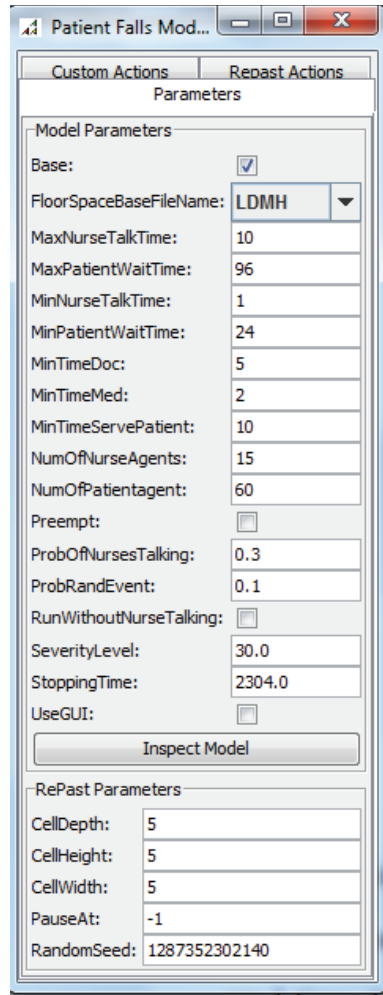 Patient Falls Mod...
Custom Actions Repast Actions
Parameters
Model Parameters
Base:
FloorSpaceBaseFileName: LDMH
MaxNurseTalkTime: 10
MaxPatientWaitTime: 96
MinNurseTalkTime: 1
MinPatientWaitTime: 24
MinTimeDoc: 5
MinTimeMed: 2
MinTimeServePatient: 10
NumOfNurseAgents: 15
NumOfPatientagent: 60
Preempt:
ProbOfNursesTalking: 0.3
ProbRandEvent: 0.1
RunWithoutNurseTalking:
SeverityLevel: 30.0
StoppingTime: 2304.0
UseGUI:
Inspect Model
RePast Parameters
CellDepth: 5
CellHeight: 5
CellWidth: 5
PauseAt: -1
RandomSeed: 1287352302140